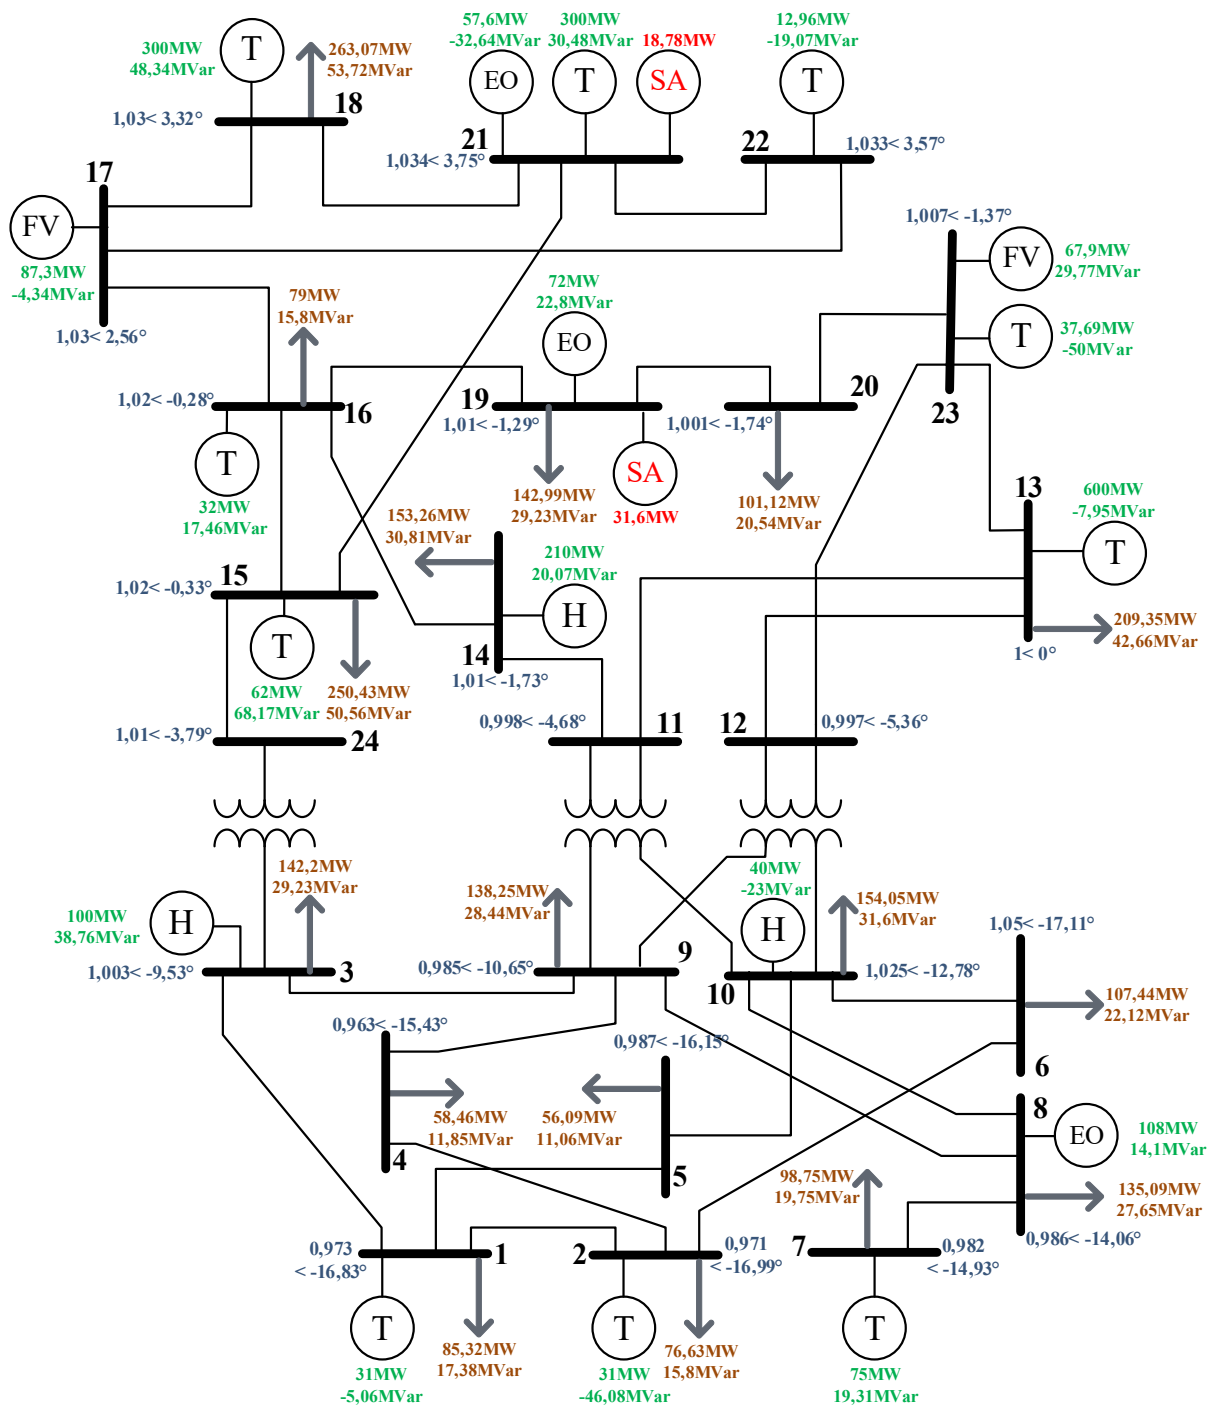 57,6MW
-32,64MVar
300MW
30,48MVar
18,78MW
12,96MW
-19,07MVar
300MW
48,34MVar
T
263,07MW
53,72MVar
EO
T
SA
T
1,03< 3,32°
18
21
1,034< 3,75°
22
1,033< 3,57°
17
FV
87,3MW
-4,34MVar
1,03< 2,56°
1,007< -1,37°
FV
67,9MW
29,77MVar
T
37,69MW
-50MVar
23
79MW
15,8MVar
72MW
22,8MVar
EO
1,02< -0,28°
16
T
32MW
17,46MVar
19
1,01< -1,29°
142,99MW
29,23MVar
SA
31,6MW
20
1,001< -1,74°
101,12MW
20,54MVar
13
600MW
-7,95MVar
T
209,35MW
42,66MVar
1< 0°
153,26MW
30,81MVar
210MW
20,07MVar
H
14
1,01< -1,73°
15
1,02< -0,33°
T
62MW
68,17MVar
250,43MW
50,56MVar
1,01< -3,79°
24
0,998< -4,68°
11
12
0,997< -5,36°
142,2MW
29,23MVar
100MW
38,76MVar
H
1,003< -9,53°
3
138,25MW
28,44MVar
0,985< -10,65°
9
40MW
-23MVar
H
154,05MW
31,6MVar
10
1,025< -12,78°
1,05< -17,11°
107,44MW
22,12MVar
6
0,963< -15,43°
58,46MW
11,85MVar
4
0,987< -16,15°
56,09MW
11,06MVar
5
8
EO
108MW
14,1MVar
135,09MW
27,65MVar
0,986< -14,06°
98,75MW
19,75MVar
7
0,982
< -14,93°
T
75MW
19,31MVar
0,973
< -16,83°
1
T
31MW
-5,06MVar
85,32MW
17,38MVar
2
0,971
< -16,99°
T
31MW
-46,08MVar
76,63MW
15,8MVar